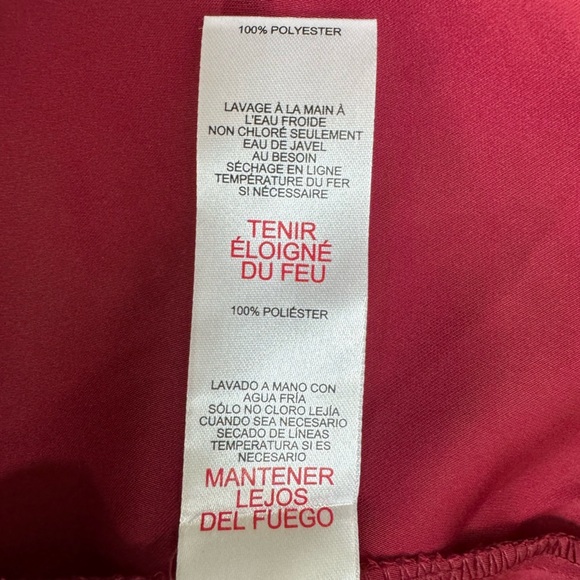 100% POLYESTER
LAVAGE À LA MAIN À
L'EAU FROIDE
NON CHLORÉ SEULEMENT
EAU DE JAVEL
AU BESOIN
SÉCHAGE EN LIGNE
TEMPÉRATURE DU FER
SI NÉCESSAIRE
TENIR
ÉLOIGNÉ
DU FEU
100% POLIÉSTER
LAVADO A MANO CON
AGUA FRÍA
SÓLO NO CLORO LEJÍA
CUANDO SEA NECESARIO
SECADO DE LÍNEAS
TEMPERATURA SI ES
NECESARIO
MANTENER
LEJOS
DEL FUEGO